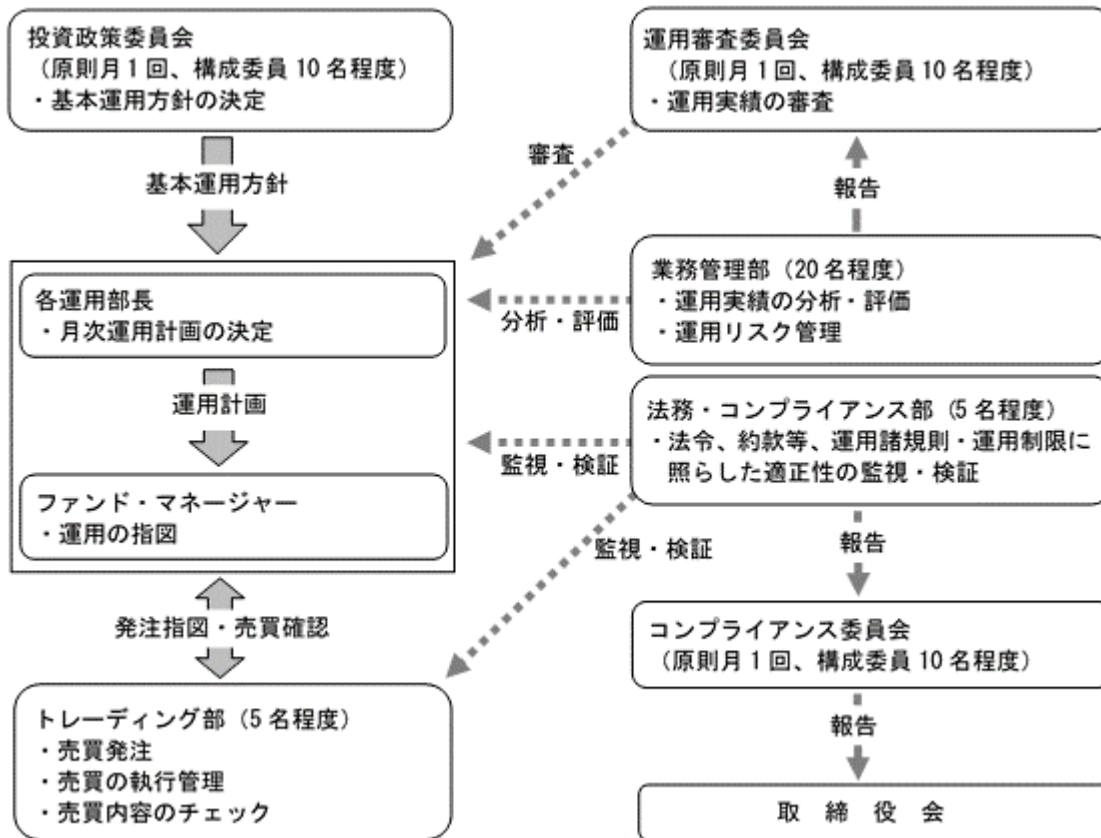 投資政策委員会
（原則月1回、構成委員10名程度）
・基本運用方針の決定
基本運用方針
各運用部長
・月次運用計画の決定
運用計画
ファンド・マネージャー
・運用の指図
発注指図・売買確認
トレーディング部（5名程度）
・売買発注
・売買の執行管理
・売買内容のチェック
運用審査委員会
（原則月1回、構成委員10名程度）
・運用実績の審査
審査
報告
業務管理部（20名程度）
・運用実績の分析・評価
・運用リスク管理
分析・評価
法務・コンプライアンス部（5名程度）
・法令、約款等、運用諸規則・運用制限に
照らした適正性の監視・検証
監視・検証
監視・検証
報告
コンプライアンス委員会
（原則月1回、構成委員10名程度）
報告
取締役会